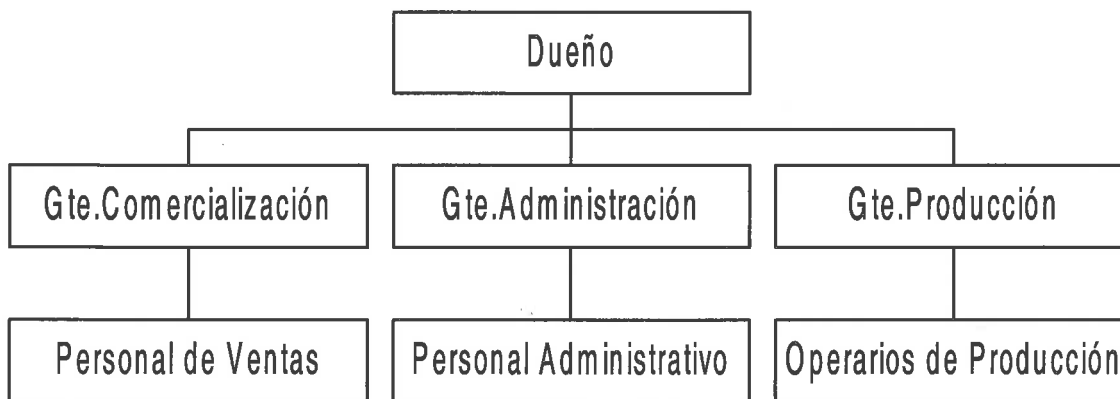 Dueño
Gte.Comercialización
Gte.Administración
Gte.Producción
Personal de Ventas
Personal Administrativo
Operarios de Producción